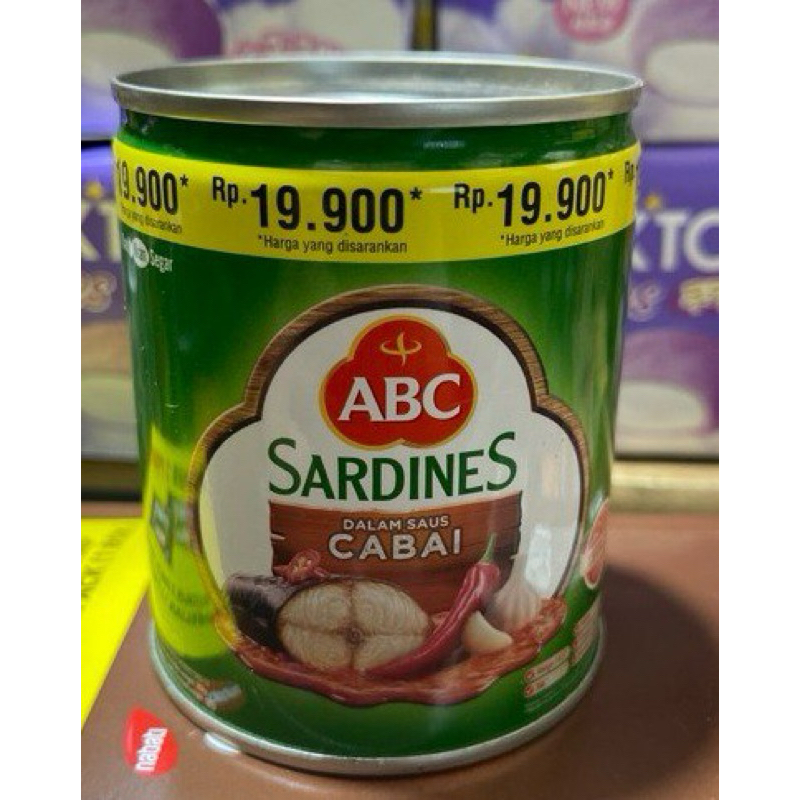 19.900* Rp.19.900* Rp.19.900*
*Harga yang disarankan *Harga yang disarankan
Segar
ABC
SARDINES
DALAM SAUS
CABAI
nabati